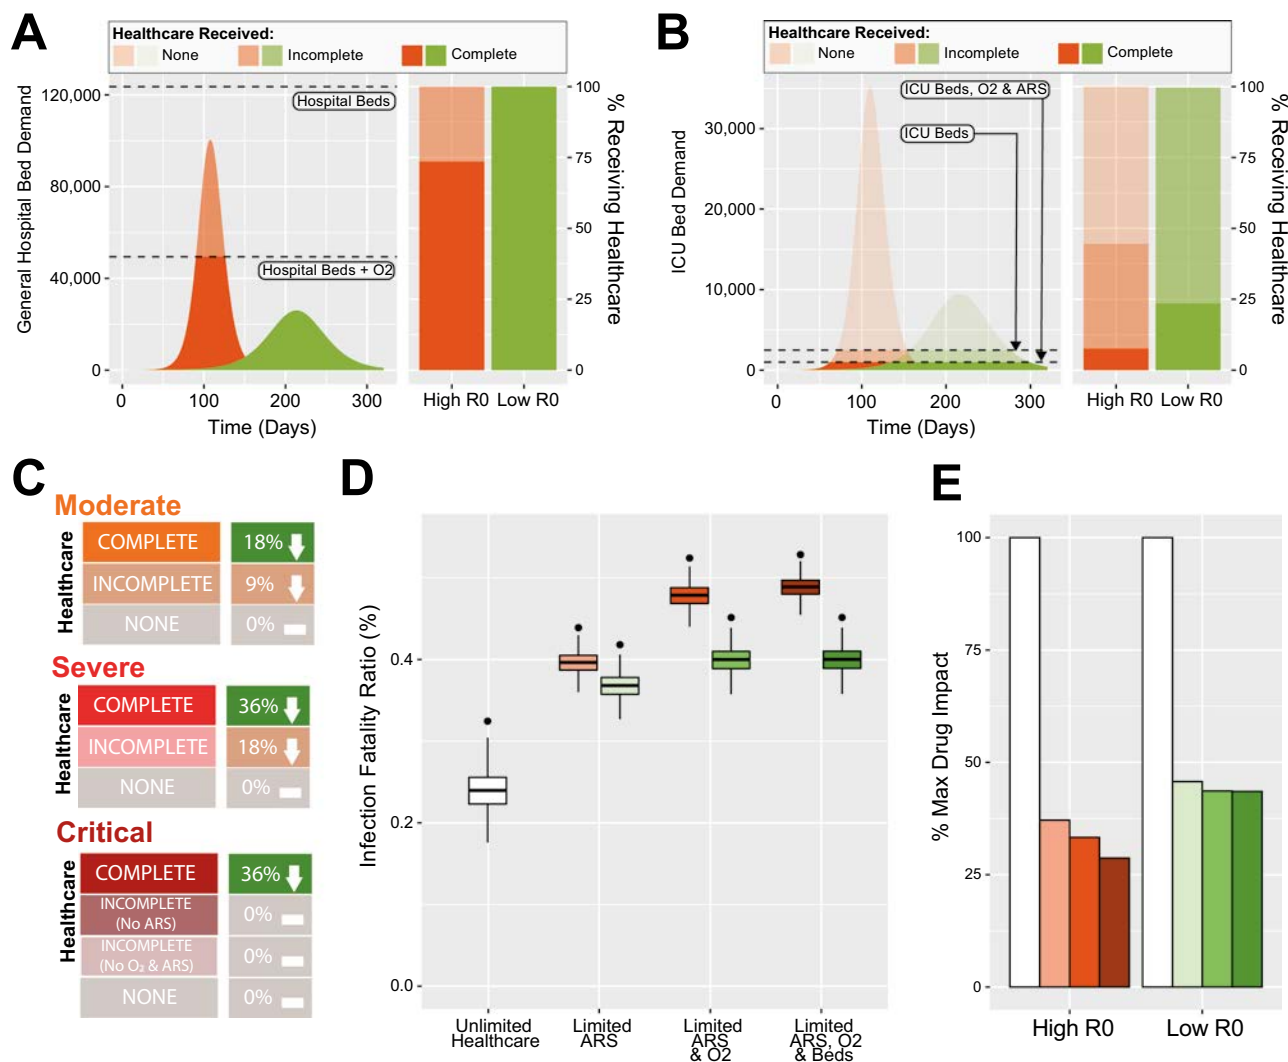 A
Healthcare Received:
None Incomplete Complete
General Hospital Bed Demand
120,000
80,000
40,000
0
Hospital Beds
Hospital Beds + O2
0 100 200 300
Time (Days)
100
75
50
25
0
% Receiving Healthcare
High R0 Low R0
B
Healthcare Received:
None Incomplete Complete
ICU Bed Demand
30,000
20,000
10,000
0
ICU Beds, O2 & ARS
ICU Beds
0 100 200 300
Time (Days)
100
75
50
25
0
% Receiving Healthcare
High R0 Low R0
C
Moderate
Healthcare
COMPLETE 18%
INCOMPLETE 9%
NONE 0%
Severe
Healthcare
COMPLETE 36%
INCOMPLETE 18%
NONE 0%
Critical
Healthcare
COMPLETE 36%
INCOMPLETE
(No ARS) 0%
INCOMPLETE
(No O₂ & ARS) 0%
NONE 0%
D
Infection Fatality Ratio (%)
0.4
0.2
0.0
Unlimited
Healthcare
Limited
ARS
Limited
ARS
& O2
Limited
ARS, O2
& Beds
E
% Max Drug Impact
100
75
50
25
0
High R0 Low R0